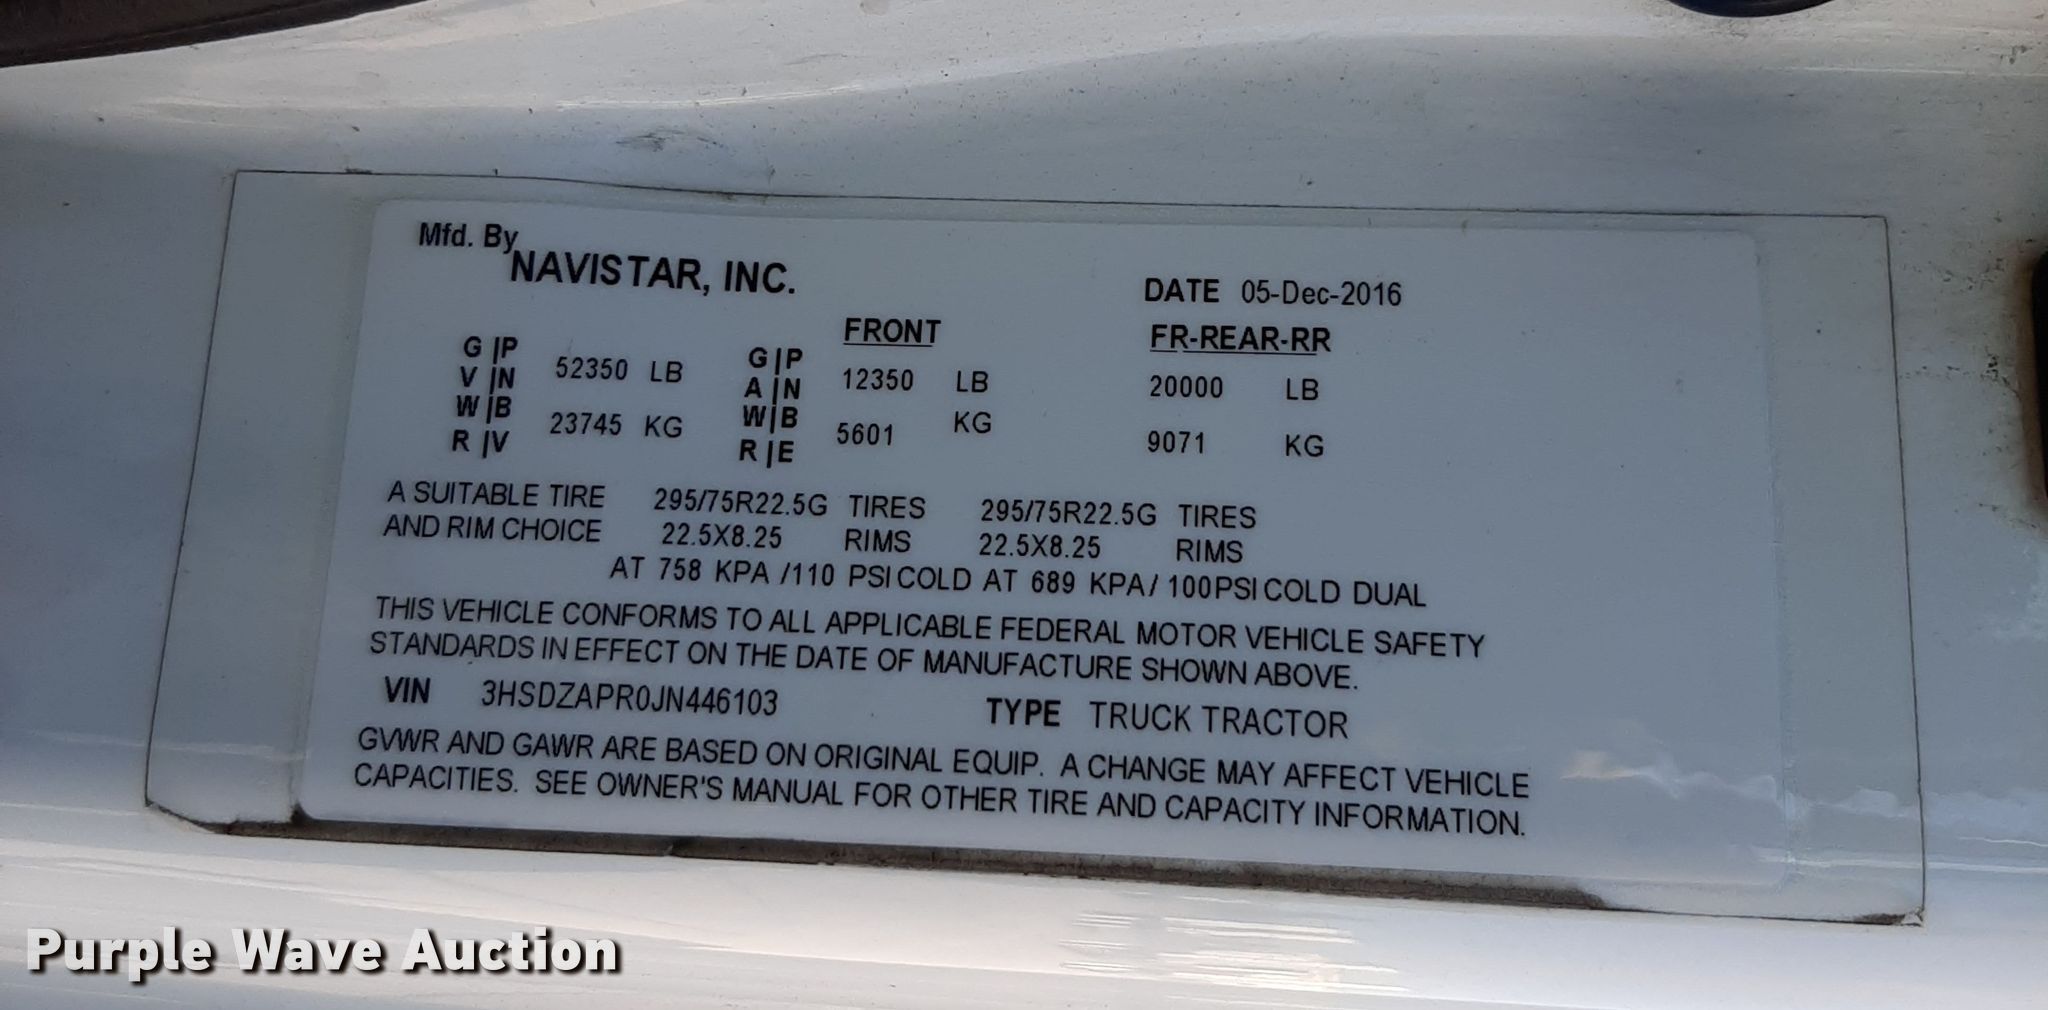 Mfd. By
NAVISTAR, INC.
DATE 05-Dec-2016
FRONT FR-REAR-RR
G|P 52350 LB G|P 12350 LB 20000 LB
V|N A|N
W|B 23745 KG W|B 5601 KG 9071 KG
R|V R|E
A SUITABLE TIRE 295/75R22.5G TIRES 295/75R22.5G TIRES
AND RIM CHOICE 22.5X8.25 RIMS 22.5X8.25 RIMS
AT 758 KPA /110 PSI COLD AT 689 KPA/ 100PSI COLD DUAL
THIS VEHICLE CONFORMS TO ALL APPLICABLE FEDERAL MOTOR VEHICLE SAFETY
STANDARDS IN EFFECT ON THE DATE OF MANUFACTURE SHOWN ABOVE.
VIN 3HSDZAPR0JN446103 TYPE TRUCK TRACTOR
GVWR AND GAWR ARE BASED ON ORIGINAL EQUIP. A CHANGE MAY AFFECT VEHICLE
CAPACITIES. SEE OWNER'S MANUAL FOR OTHER TIRE AND CAPACITY INFORMATION.
Purple Wave Auction